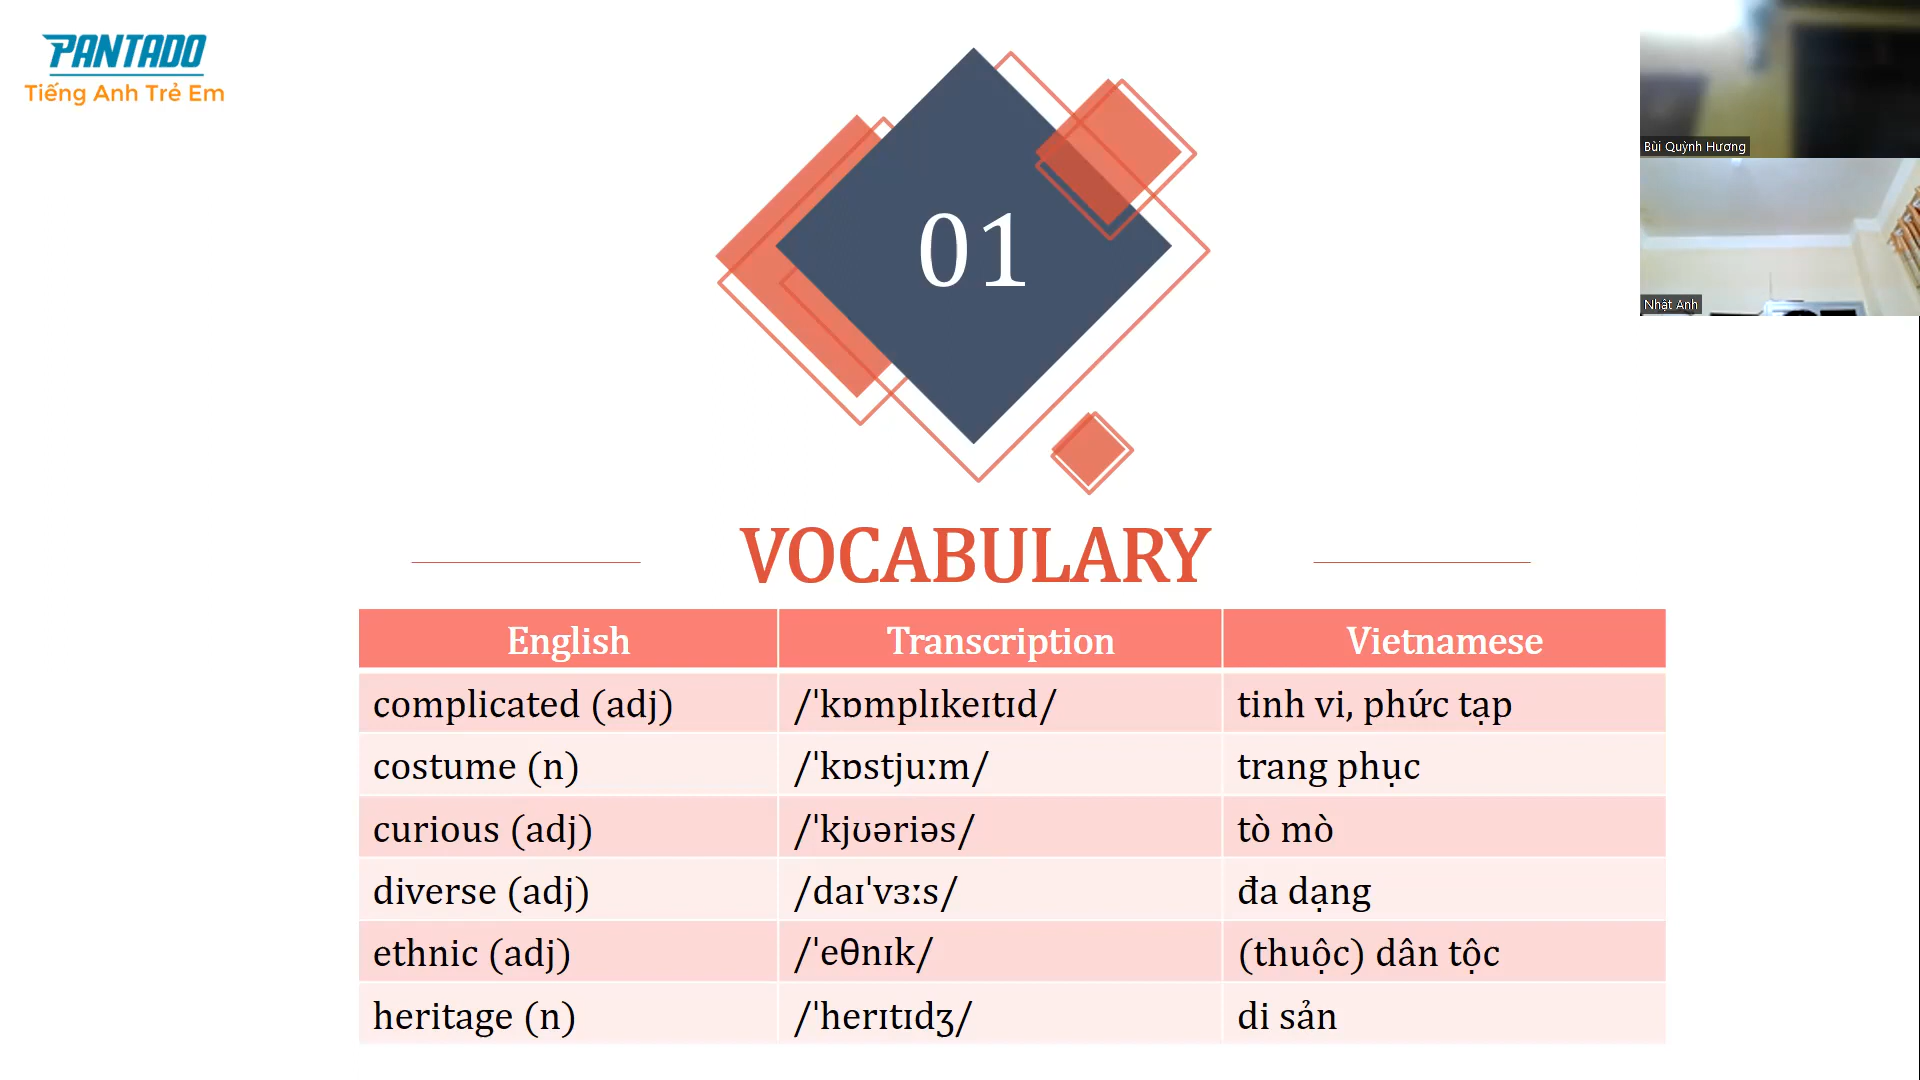 PANTADO
Tiếng Anh Trẻ Em
Bùi Quỳnh Hương
Nhật Anh
01
VOCABULARY
English Transcription Vietnamese
complicated (adj) /ˈkɒmplɪkeɪtɪd/ tinh vi, phức tạp
costume (n) /ˈkɒstjuːm/ trang phục
curious (adj) /ˈkjʊəriəs/ tò mò
diverse (adj) /daɪˈvɜːs/ đa dạng
ethnic (adj) /ˈeθnɪk/ (thuộc) dân tộc
heritage (n) /ˈherɪtɪdʒ/ di sản